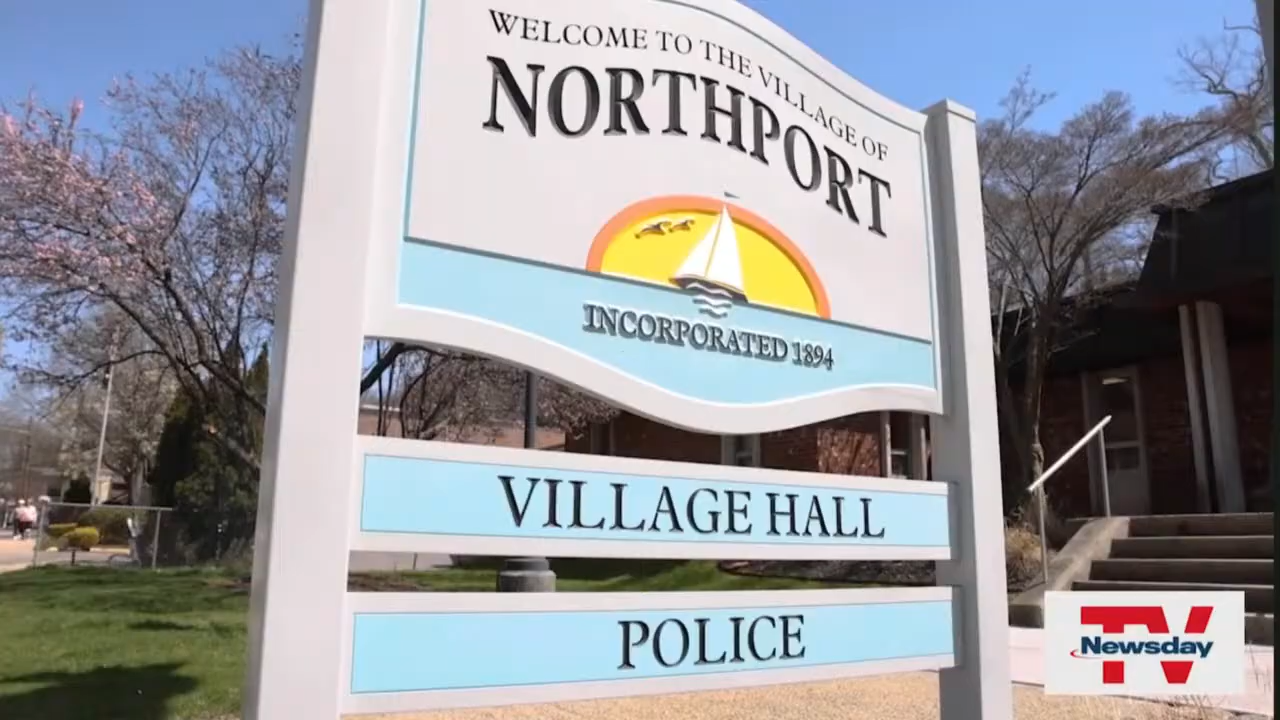 WELCOME TO THE VILLAGE OF
NORTHPORT
INCORPORATED 1894
VILLAGE HALL
POLICE
TV
Newsday